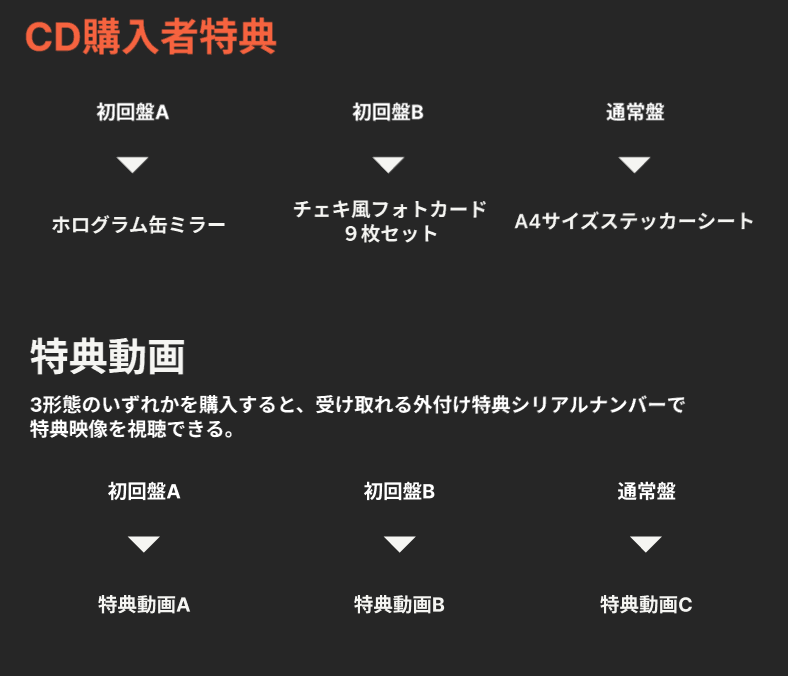 CD購入者特典
初回盤A
初回盤B
通常盤
ホログラム缶ミラー
チェキ風フォトカード
９枚セット
A4サイズステッカーシート
特典動画
3形態のいずれかを購入すると、受け取れる外付け特典シリアルナンバーで
特典映像を視聴できる。
初回盤A
初回盤B
通常盤
特典動画A
特典動画B
特典動画C